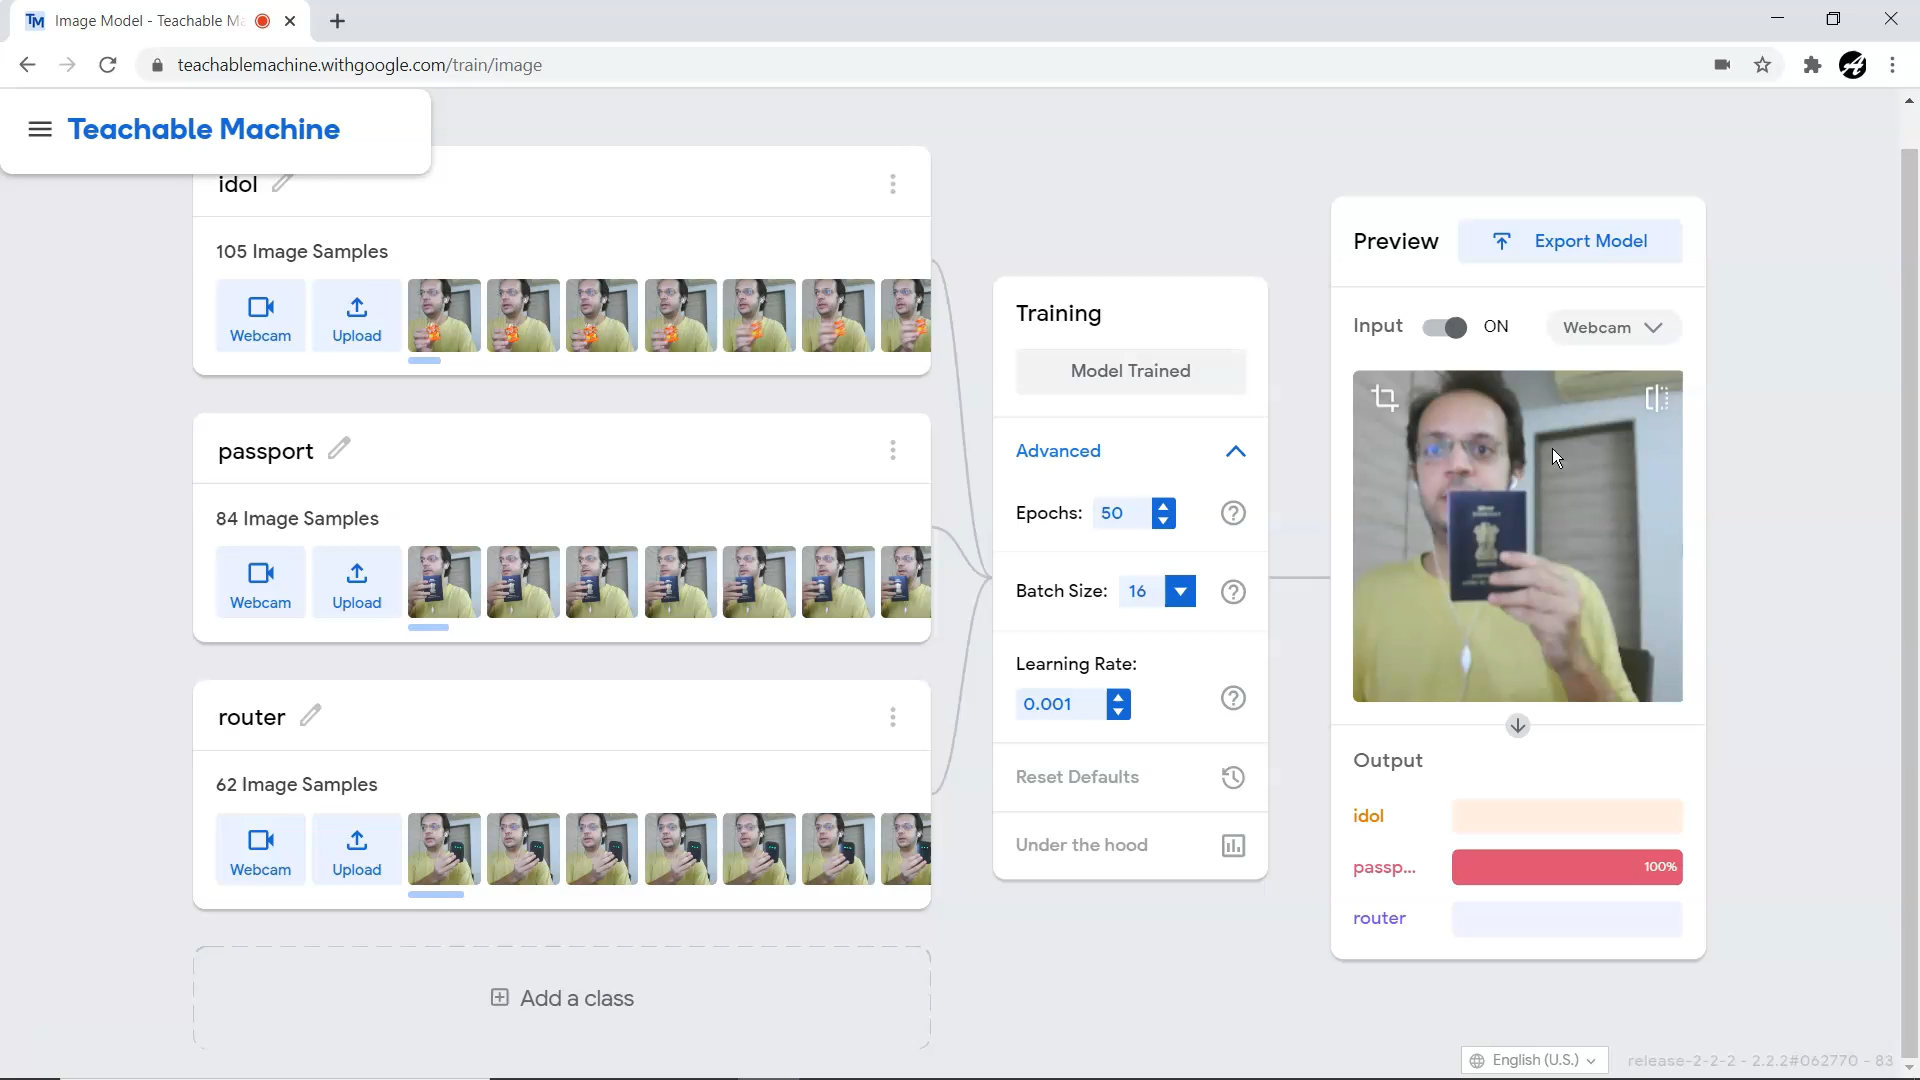 Image Model - Teachable Ma
teachablemachine.withgoogle.com/train/image
Teachable Machine
idol
105 Image Samples
Webcam
Upload
passport
84 Image Samples
Webcam
Upload
router
62 Image Samples
Webcam
Upload
Add a class
Training
Model Trained
Advanced
Epochs: 50
Batch Size: 16
Learning Rate:
0.001
Reset Defaults
Under the hood
Preview
Export Model
Input ON Webcam
Output
idol
passp... 100%
router
English (U.S.)
release-2-2-2 - 2.2.2#062770 - 83